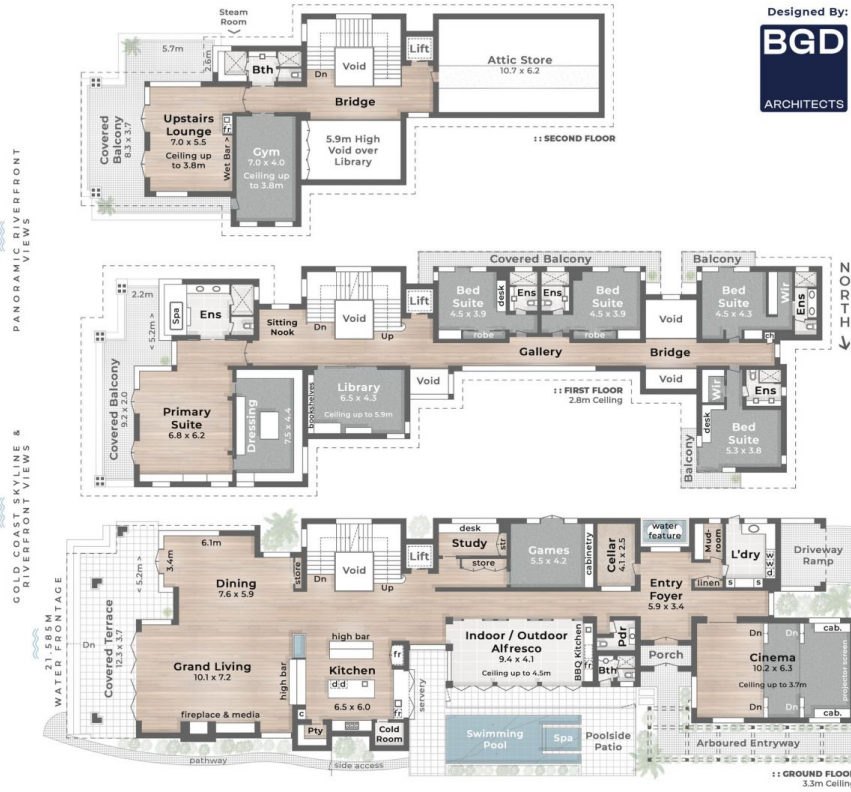 Designed By:
BGD
ARCHITECTS
PANORAMIC RIVERFRONT
VIEWS
GOLD COAST SKYLINE &
RIVERFRONT VIEWS
21.585M
WATER FRONTAGE
Steam
Room
5.7m
2.6m
Bth
Dn
Void
Lift
Attic Store
10.7 x 6.2
Bridge
Covered
Balcony
8.3 x 3.7
Upstairs
Lounge
7.0 x 5.5
Ceiling up
to 3.8m
Wet Bar >
fr
Gym
7.0 x 4.0
Ceiling up
to 3.8m
5.9m High
Void over
Library
:: SECOND FLOOR
NORTH
2.2m
< 5.2m >
Spa
Ens
Sitting
Nook
Dn
Void
Up
Lift
Covered Balcony
Bed
Suite
4.5 x 3.9
desk
robe
Ens
Ens
Bed
Suite
4.5 x 3.9
robe
Void
Balcony
Bed
Suite
4.5 x 4.3
Wir
Ens
Gallery
Bridge
Covered Balcony
9.2 x 2.0
Primary
Suite
6.8 x 6.2
Dressing
7.5 x 4.4
bookshelves
Library
6.5 x 4.3
Ceiling up to 5.9m
Void
Void
:: FIRST FLOOR
2.8m Ceiling
Wir
Ens
desk
Bed
Suite
5.3 x 3.8
Balcony
6.1m
3.4m
< 5.2m >
Covered Terrace
12.3 x 3.7
Dn
Dining
7.6 x 5.9
store
Dn
Void
Up
Lift
desk
Study
str
store
Games
5.5 x 4.2
cabinetry
Cellar
4.1 x 2.5
water
feature
Mud-
room
L'dry
linen
s
s
Driveway
Ramp
Entry
Foyer
5.9 x 3.4
Grand Living
10.1 x 7.2
fireplace & media
high bar
high bar
Kitchen
d d
6.5 x 6.0
fr
fr
c
Pty
Cold
Room
servery
Indoor / Outdoor
Alfresco
9.4 x 4.1
Ceiling up to 4.5m
BBQ Kitchen
fr
Pdr
Bth
Porch
Dn
Dn
Cinema
10.2 x 6.3
Ceiling up to 3.7m
Dn
Dn
cab.
projector screen
cab.
Swimming
Pool
Spa
Poolside
Patio
Arboured Entryway
pathway
side access
:: GROUND FLOOR
3.3m Ceiling